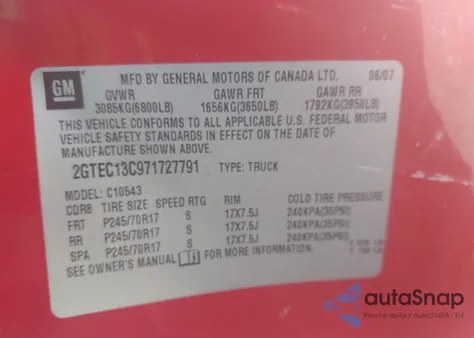 GM
MFD BY GENERAL MOTORS OF CANADA LTD. 06/07
GVWR GAWR FRT GAWR RR
3085KG(6800LB) 1656KG(3650LB) 1792KG(3950LB)
THIS VEHICLE CONFORMS TO ALL APPLICABLE U.S. FEDERAL MOTOR
VEHICLE SAFETY STANDARDS IN EFFECT ON THE DATE OF
MANUFACTURE SHOWN ABOVE.
2GTEC13C971727791 TYPE: TRUCK
MODEL: C10543
TIRE SIZE SPEED RTG RIM COLD TIRE PRESSURE
FRT P245/70R17 S 17X7.5J 240KPA(35PSI)
RR P245/70R17 S 17X7.5J 240KPA(35PSI)
SPA P245/70R17 S 17X7.5J 240KPA(35PSI)
SEE OWNER'S MANUAL FOR MORE INFORMATION.
autoSnap